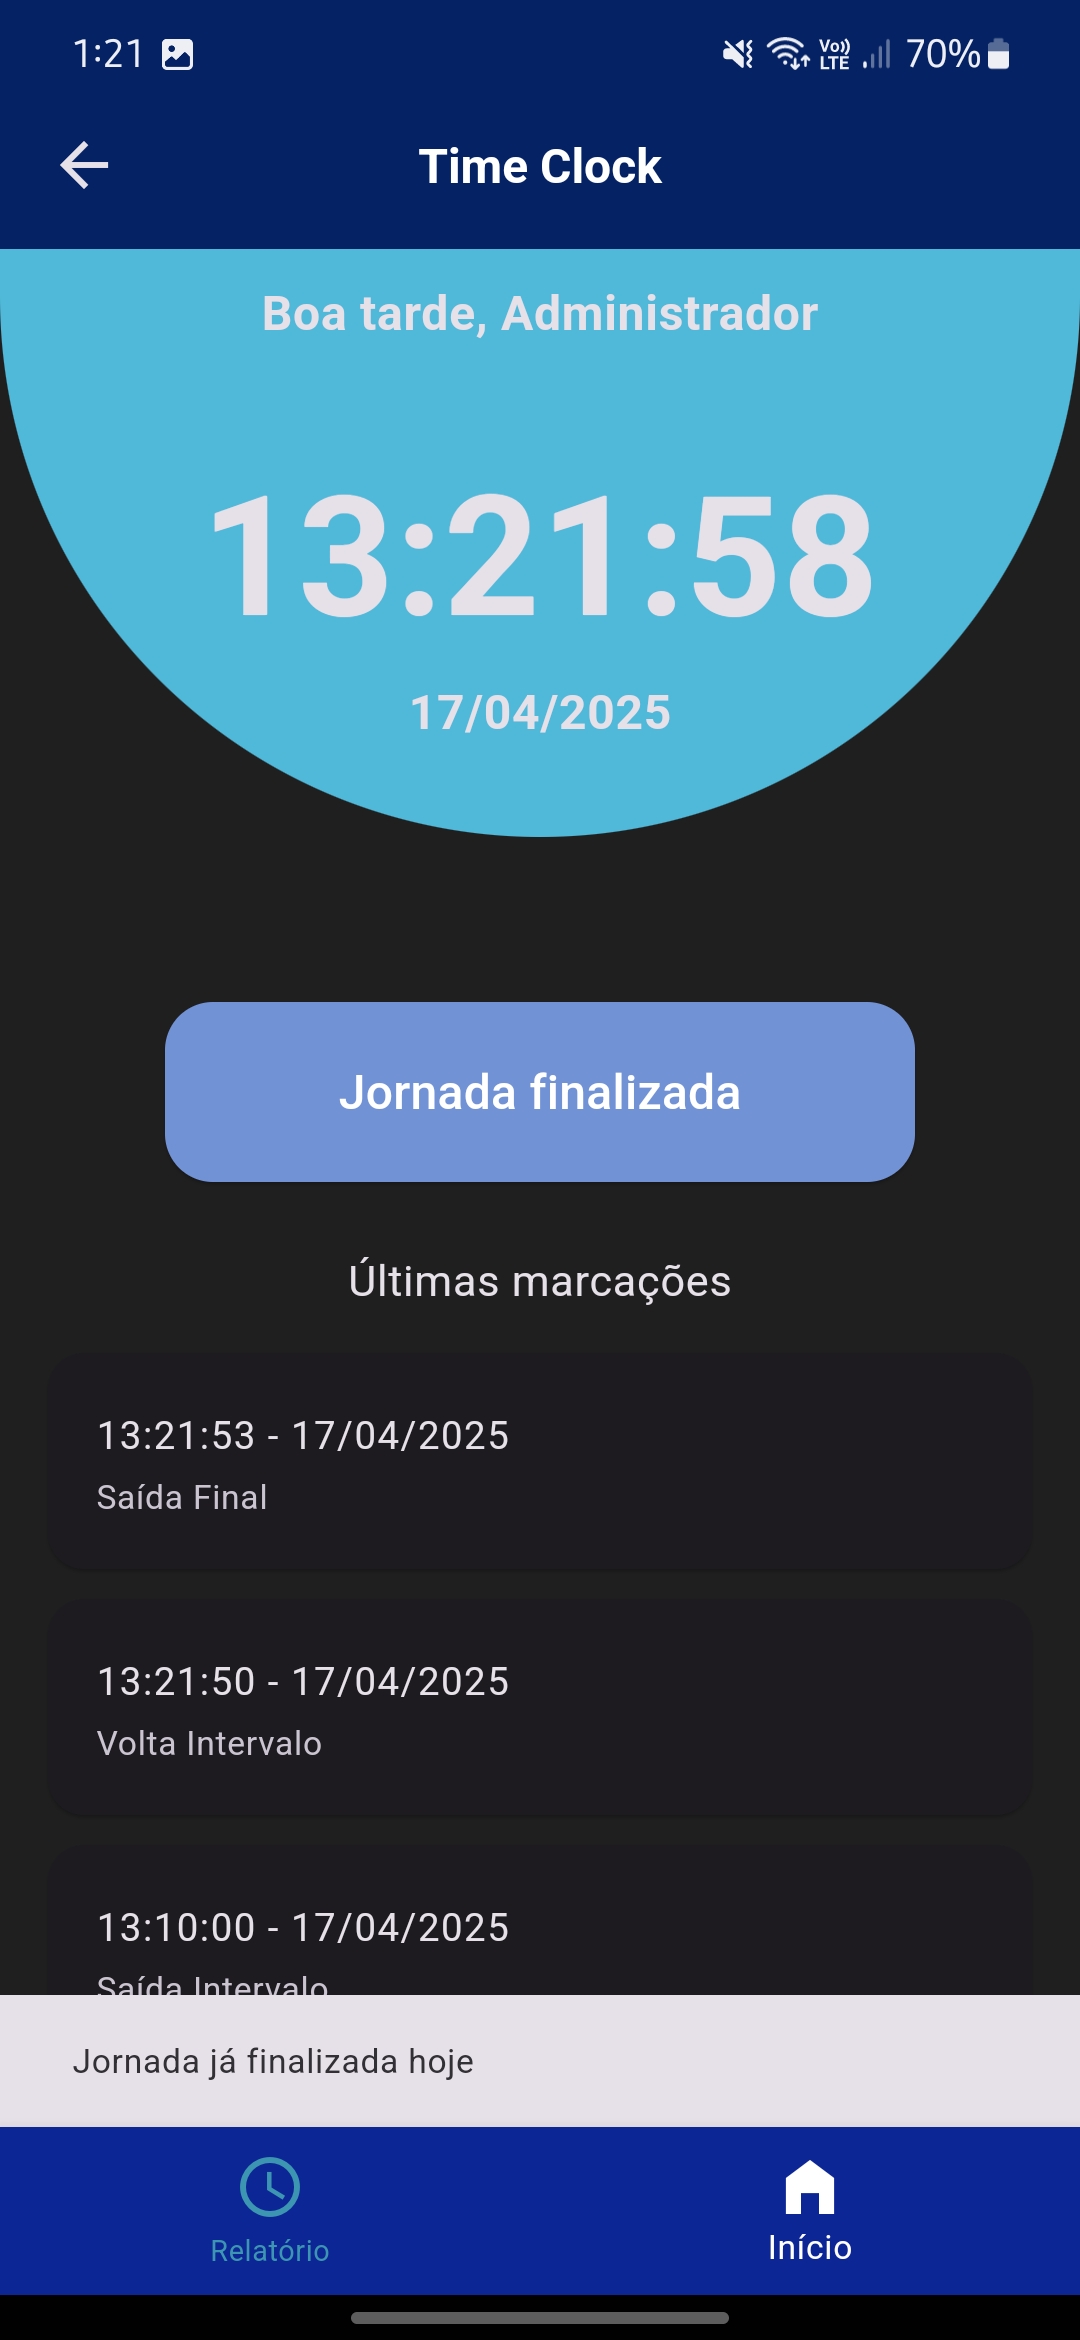 1:21
Vo)) LTE 70%
Time Clock
Boa tarde, Administrador
13:21:58
17/04/2025
Jornada finalizada
Últimas marcações
13:21:53 - 17/04/2025
Saída Final
13:21:50 - 17/04/2025
Volta Intervalo
13:10:00 - 17/04/2025
Saída Intervalo
Jornada já finalizada hoje
Relatório
Início